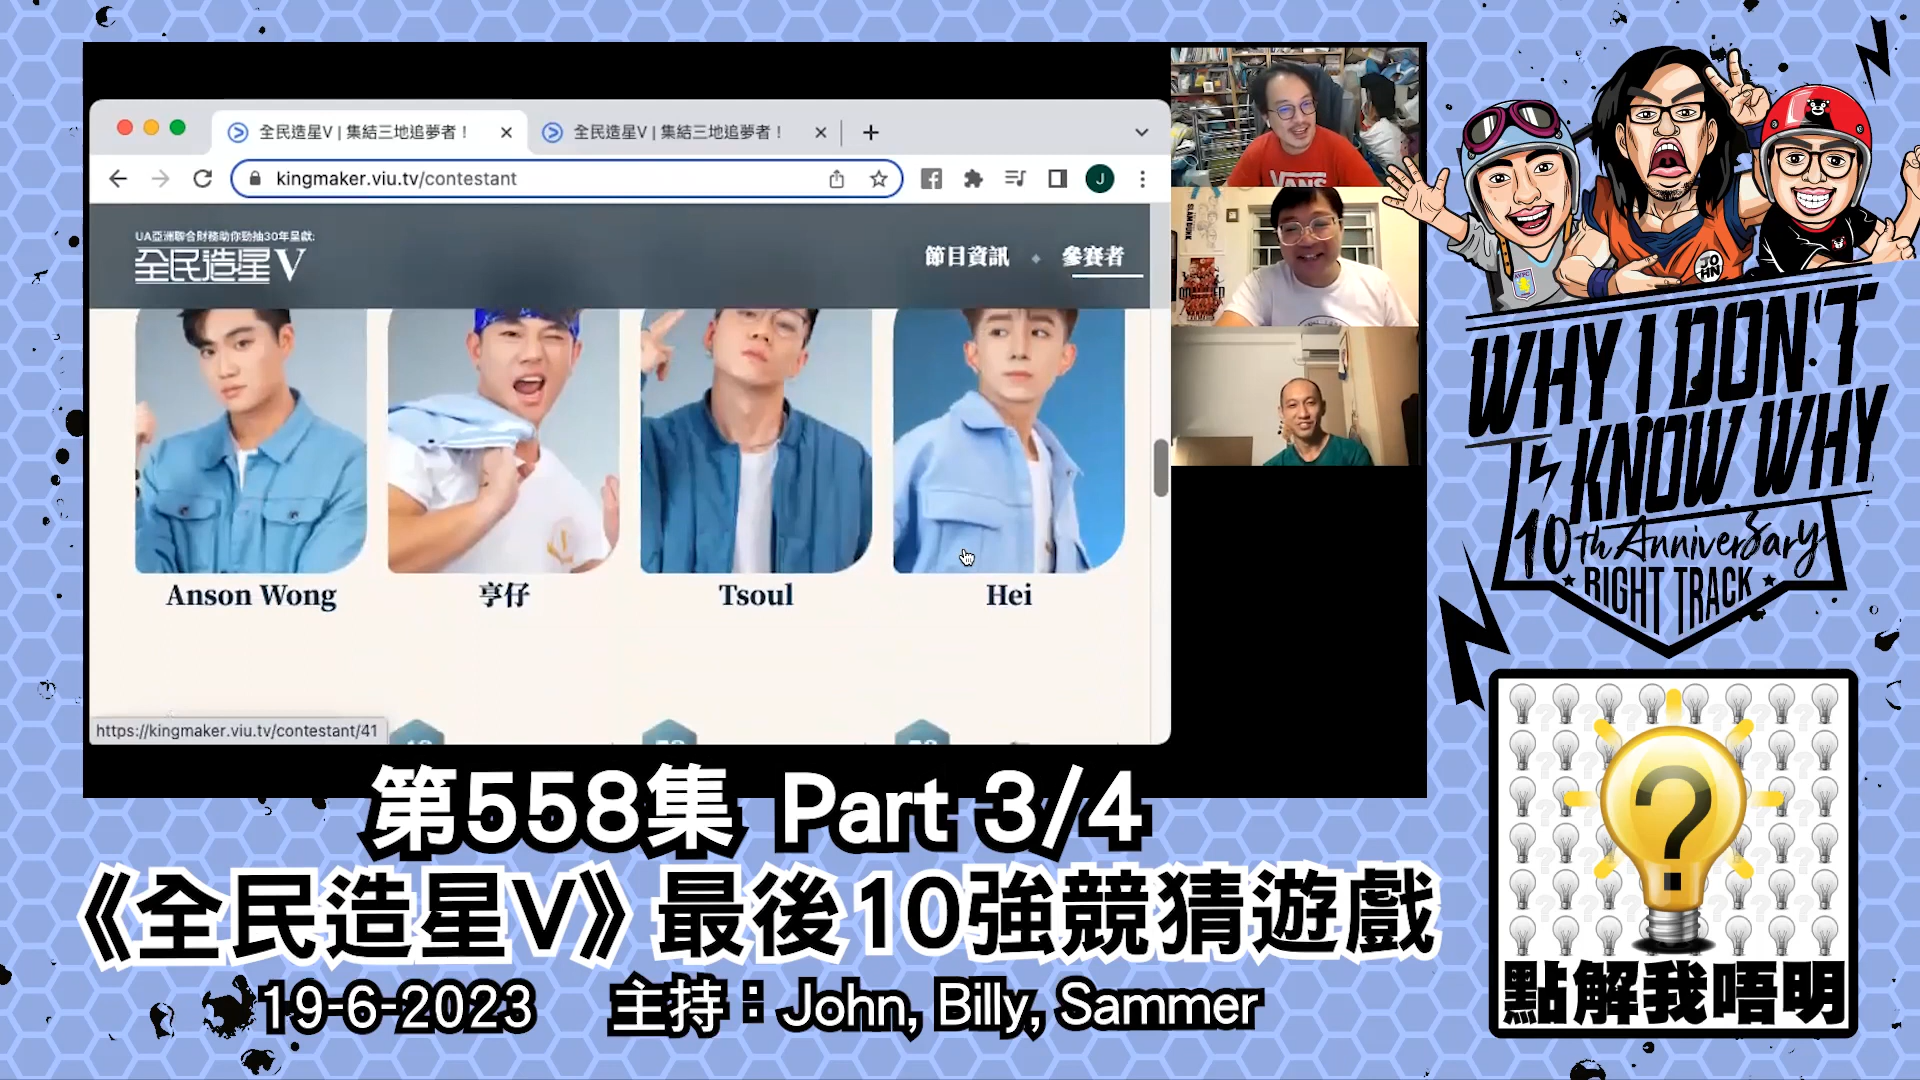 全民造星V | 集結三地追夢者！
全民造星V | 集結三地追夢者！
kingmaker.viu.tv/contestant
J
UA亞洲聯合財務助你勁抽30年呈獻:
全民造星V
節目資訊
參賽者
Anson Wong
亨仔
Tsoul
Hei
https://kingmaker.viu.tv/contestant/41
VANS
SLAM DUNK
JO
HN
WHY I DON'T
KNOW WHY
10th Anniversary
RIGHT TRACK
點解我唔明
第558集 Part 3/4
《全民造星V》最後10強競猜遊戲
19-6-2023 主持：John, Billy, Sammer